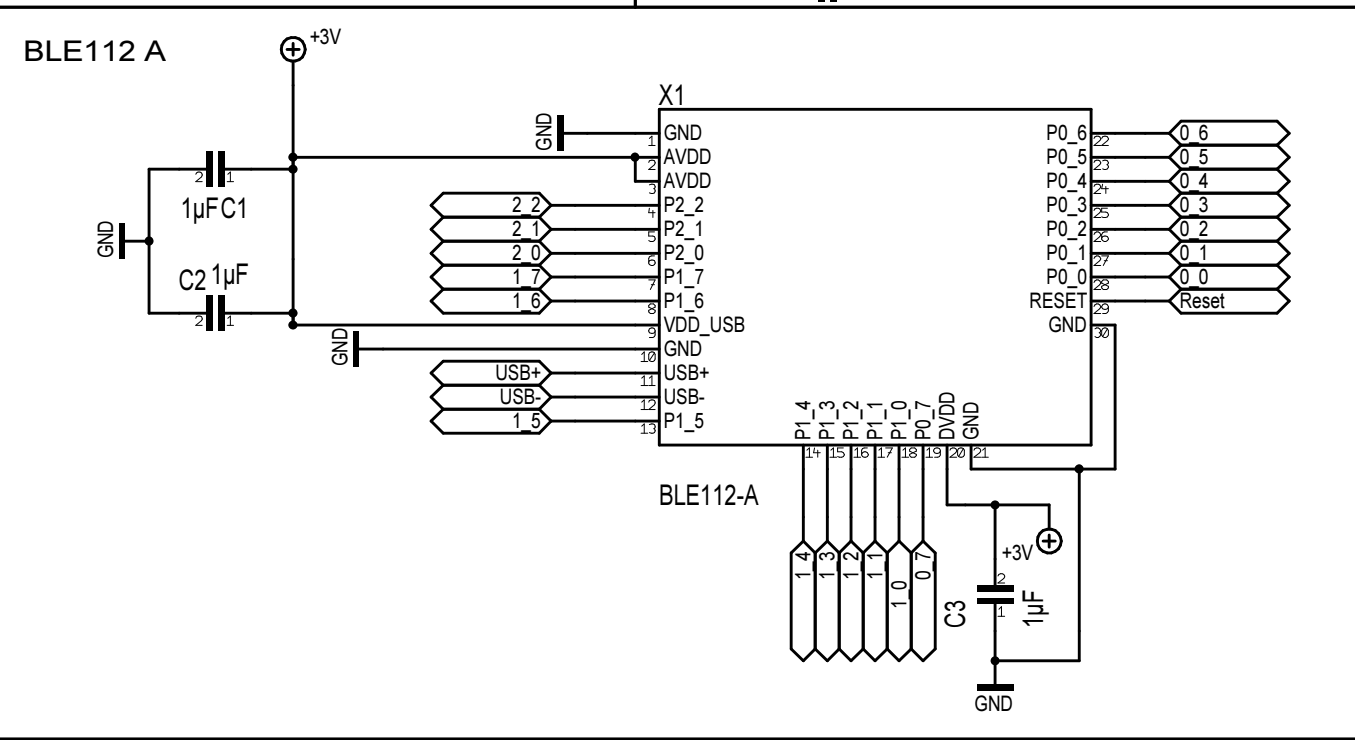 BLE112 A
+3V
X1
GND
1 GND
2 AVDD
3 AVDD
2_2 4 P2_2
2_1 5 P2_1
2_0 6 P2_0
1_7 7 P1_7
1_6 8 P1_6
9 VDD_USB
GND 10 GND
USB+ 11 USB+
USB- 12 USB-
1_5 13 P1_5
2 1
1µF C1
GND
C2 1µF
2 1
P0_6 22 0_6
P0_5 23 0_5
P0_4 24 0_4
P0_3 25 0_3
P0_2 26 0_2
P0_1 27 0_1
P0_0 28 0_0
RESET 29 Reset
GND 30
P1_4 P1_3 P1_2 P1_1 P1_0 P0_7 DVDD GND
14 15 16 17 18 19 20 21
BLE112-A
1_4 1_3 1_2 1_1 1_0 0_7
+3V
2
C3 1µF
1
GND